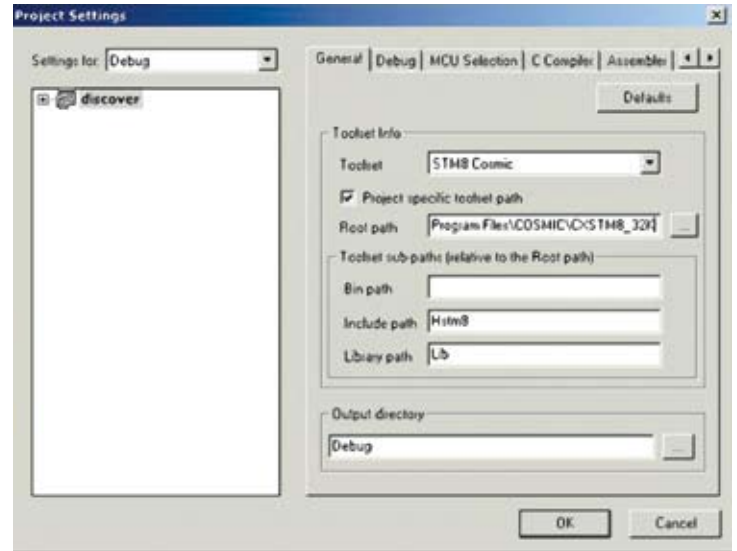 Project Settings
Settings for: Debug
discover
General Debug MCU Selection C Compiler Assembler
Defaults
Toolset Info
Toolset STM8 Cosmic
Project specific toolset path
Root path Program Files\COSMIC\CXSTM8_32K ...
Toolset sub-paths (relative to the Root path)
Bin path
Include path Hstm8
Library path Lib
Output directory
Debug ...
OK Cancel